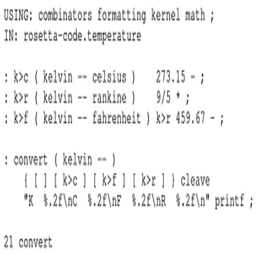 USING: combinators formatting kernel math ;
IN: rosetta-code.temperature
: k>c ( kelvin -- celsius )    273.15 - ;
: k>r ( kelvin -- rankine )    9/5 * ;
: k>f ( kelvin -- fahrenheit ) k>r 459.67 - ;
: convert ( kelvin -- )
    { [ ] [ k>c ] [ k>f ] [ k>r ] } cleave
    "K  %.2f\nC  %.2f\nF  %.2f\nR  %.2f\n" printf ;
21 convert